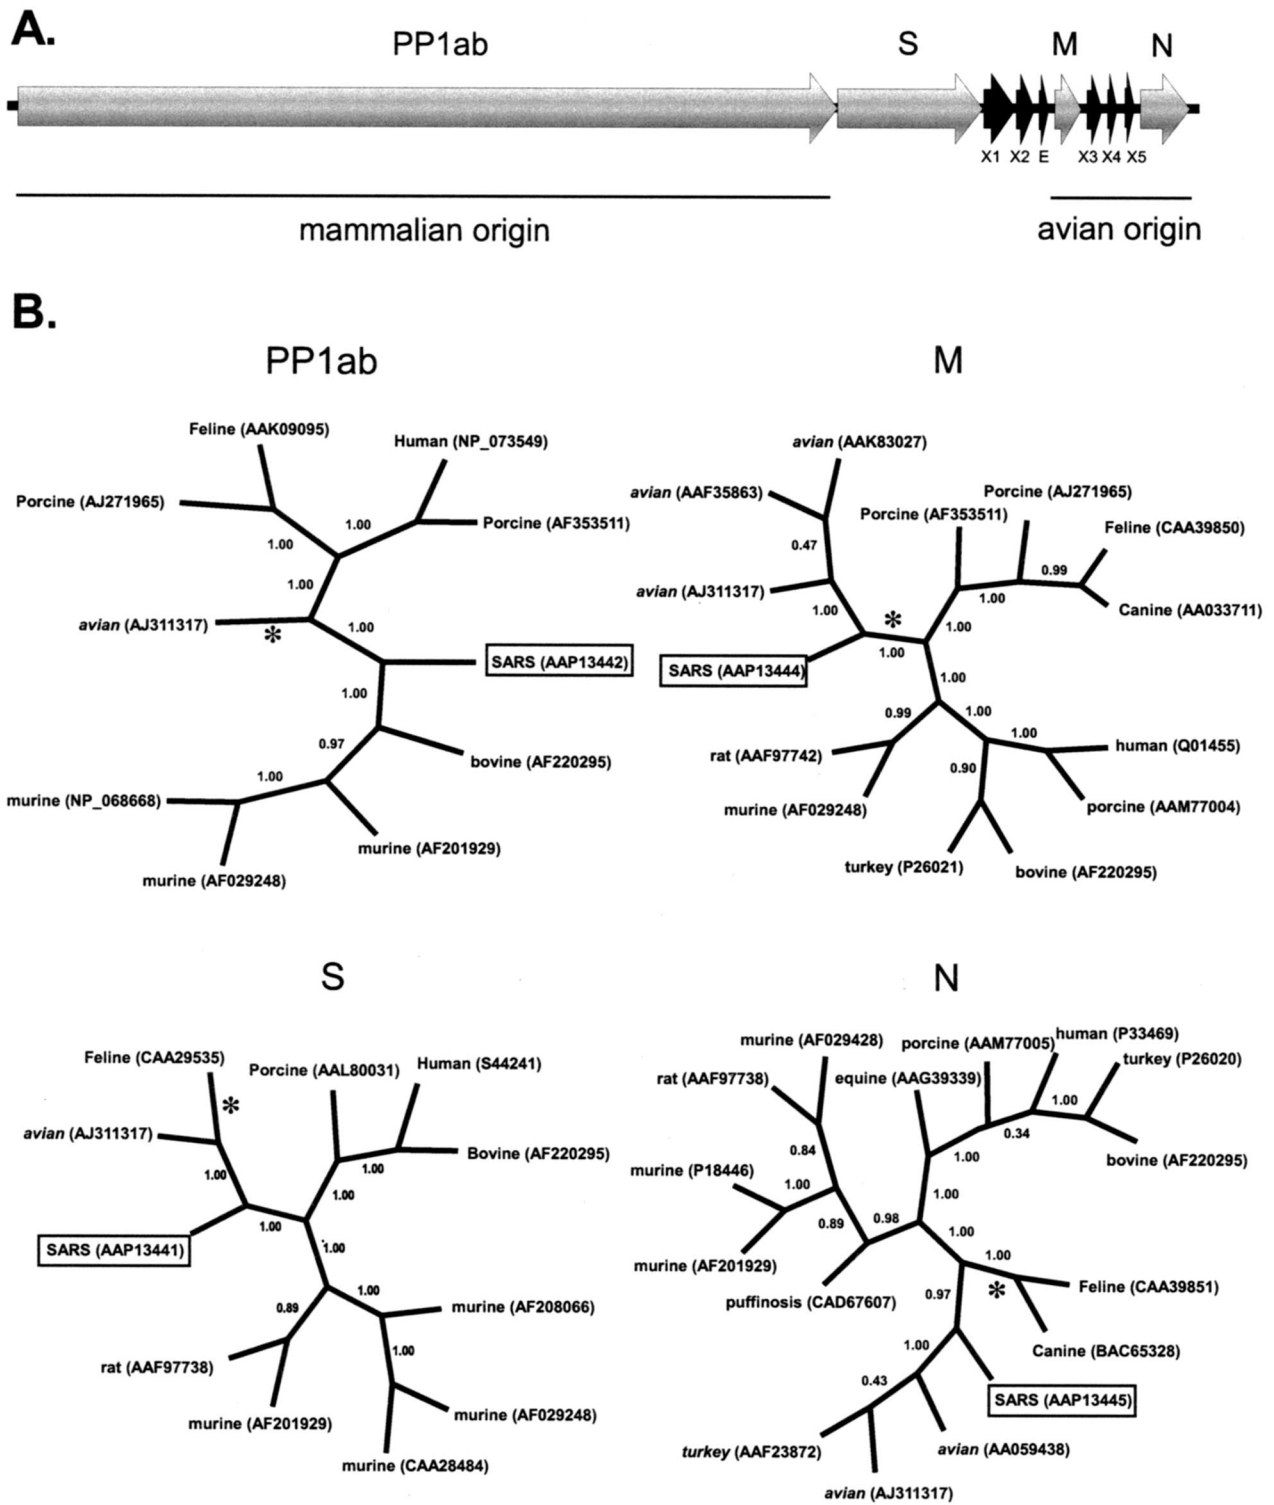 A.
PP1ab
S
M
N
X1
X2
E
X3
X4
X5
mammalian origin
avian origin
B.
PP1ab
Feline (AAK09095)
Human (NP_073549)
Porcine (AJ271965)
Porcine (AF353511)
1.00
1.00
1.00
avian (AJ311317)
*
1.00
SARS (AAP13442)
1.00
0.97
bovine (AF220295)
1.00
murine (NP_068668)
murine (AF201929)
murine (AF029248)
M
avian (AAK83027)
avian (AAF35863)
Porcine (AJ271965)
Porcine (AF353511)
Feline (CAA39850)
0.47
0.99
avian (AJ311317)
1.00
1.00
Canine (AA033711)
*
1.00
1.00
SARS (AAP13444)
1.00
0.99
1.00
1.00
rat (AAF97742)
human (Q01455)
0.90
murine (AF029248)
porcine (AAM77004)
turkey (P26021)
bovine (AF220295)
S
Feline (CAA29535)
Porcine (AAL80031)
Human (S44241)
*
avian (AJ311317)
Bovine (AF220295)
1.00
1.00
1.00
1.00
SARS (AAP13441)
1.00
1.00
0.89
murine (AF208066)
1.00
rat (AAF97738)
murine (AF201929)
murine (AF029248)
murine (CAA28484)
N
murine (AF029428)
porcine (AAM77005)
human (P33469)
turkey (P26020)
rat (AAF97738)
equine (AAG39339)
1.00
0.34
0.84
1.00
bovine (AF220295)
murine (P18446)
1.00
1.00
0.89
0.98
1.00
1.00
murine (AF201929)
*
Feline (CAA39851)
puffinosis (CAD67607)
0.97
1.00
Canine (BAC65328)
0.43
SARS (AAP13445)
turkey (AAF23872)
avian (AA059438)
avian (AJ311317)